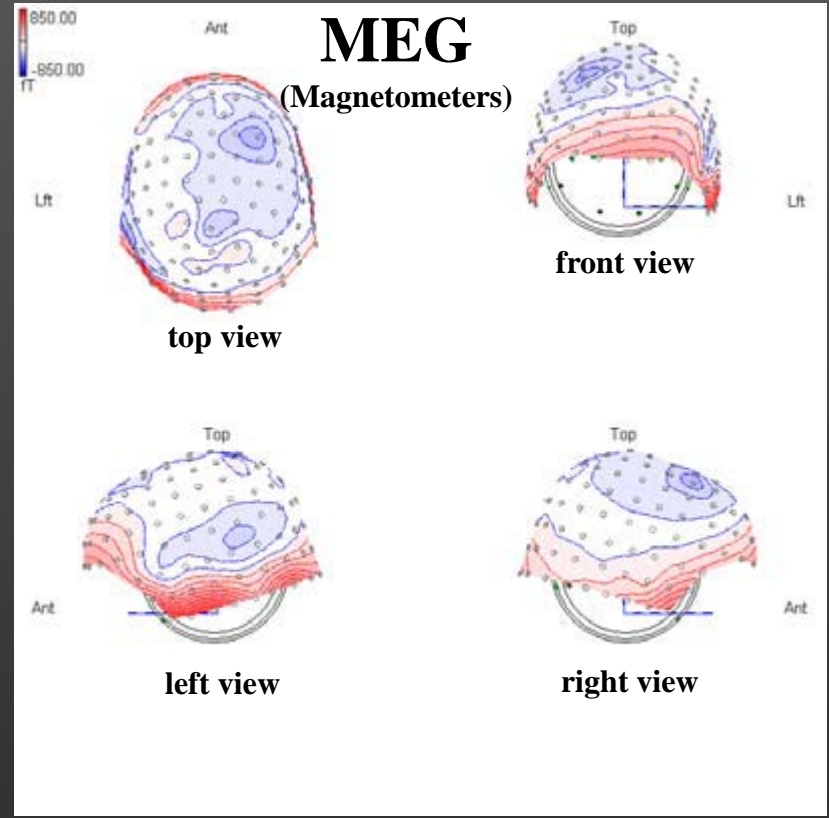 850.00
-850.00
fT
MEG
(Magnetometers)
Ant
Lft
top view
Top
Lft
front view
Top
Ant
left view
Top
Ant
right view